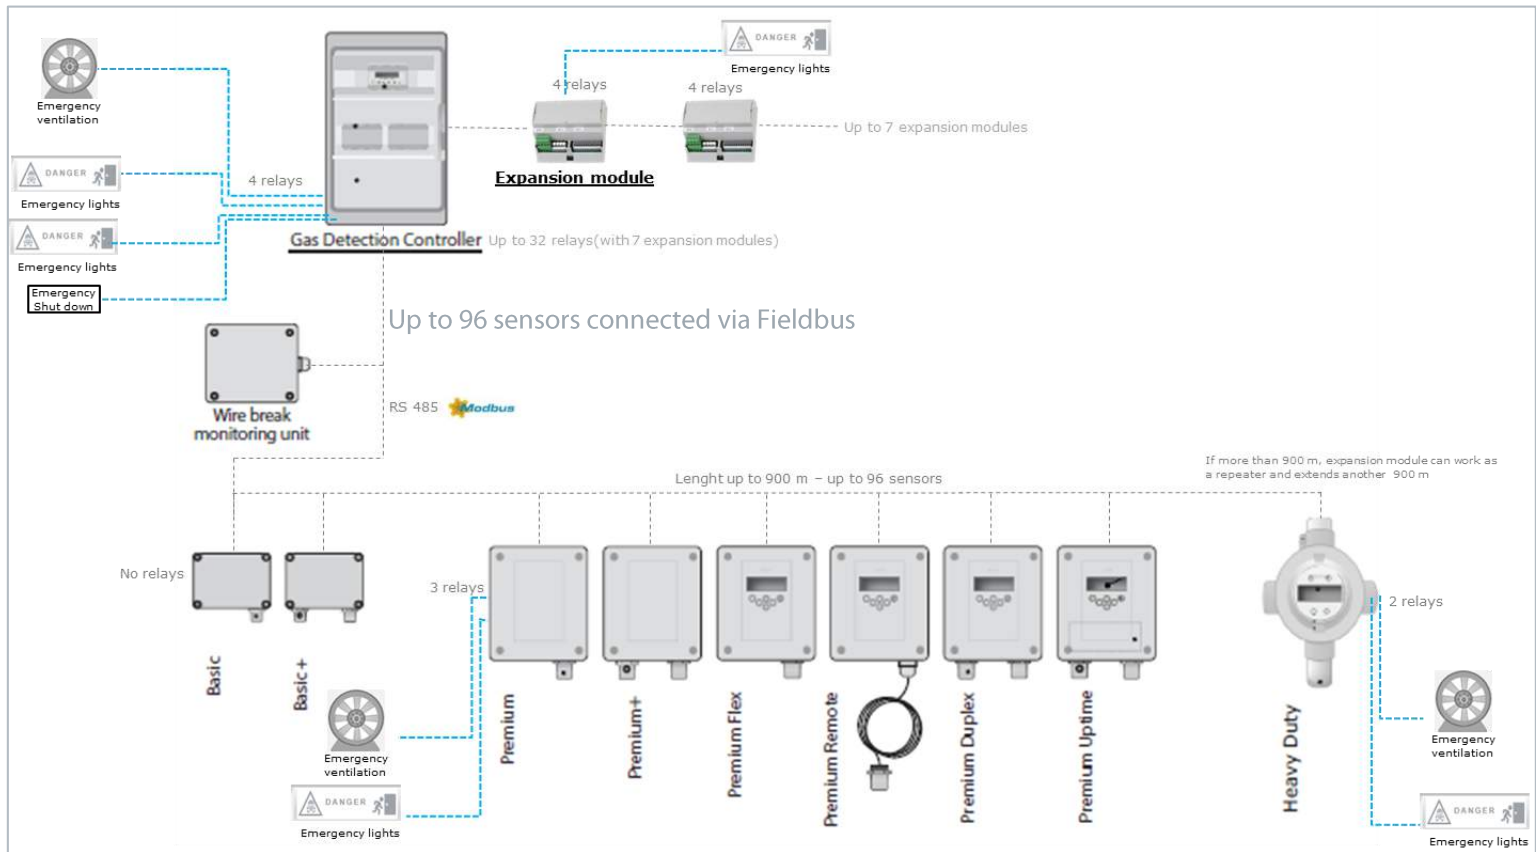 DANGER
Emergency lights
Emergency
ventilation
4 relays
4 relays
Up to 7 expansion modules
DANGER
Emergency lights
4 relays
Expansion module
DANGER
Emergency lights
Gas Detection Controller
Up to 32 relays(with 7 expansion modules)
Emergency
Shut down
Up to 96 sensors connected via Fieldbus
Wire break
monitoring unit
RS 485
Modbus
If more than 900 m, expansion module can work as
a repeater and extends another 900 m
Lenght up to 900 m – up to 96 sensors
No relays
3 relays
2 relays
Basic
Basic+
Premium
Premium+
Premium Flex
Premium Remote
Premium Duplex
Premium Uptime
Heavy Duty
Emergency
ventilation
DANGER
Emergency lights
Emergency
ventilation
DANGER
Emergency lights